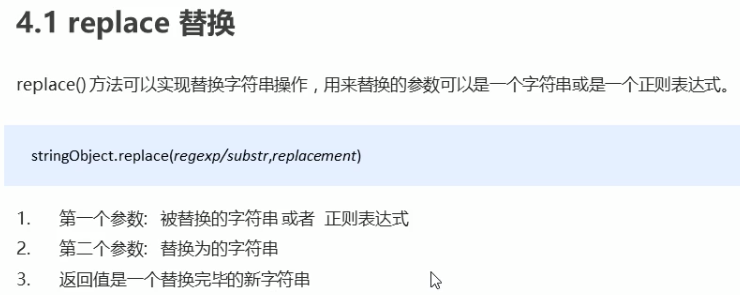 4.1 replace 替换
replace() 方法可以实现替换字符串操作，用来替换的参数可以是一个字符串或是一个正则表达式。
stringObject.replace(regexp/substr,replacement)
1. 第一个参数: 被替换的字符串 或者 正则表达式
2. 第二个参数: 替换为的字符串
3. 返回值是一个替换完毕的新字符串